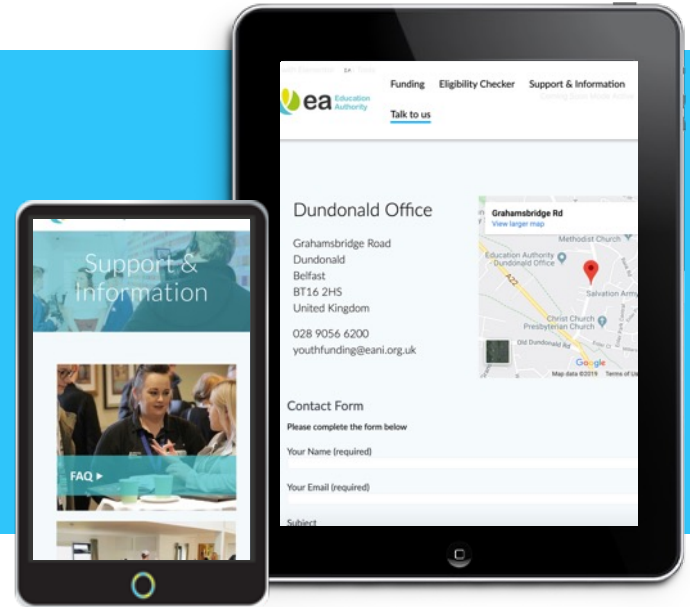 Funding Eligibility Checker Support & Information
ea Education
Authority
Talk to us
Dundonald Office
Grahamsbridge Road
Dundonald
Belfast
BT16 2HS
United Kingdom
028 9056 6200
youthfunding@eani.org.uk
Grahamsbridge Rd
View larger map
Methodist Church
Education Authority
- Dundonald Office
A22
Salvation Army
Christ Church
Presbyterian Church
Old Dundonald Rd
Google
Map data ©2019 Terms of Us
Contact Form
Please complete the form below
Your Name (required)
Your Email (required)
Subject
Support &
Information
FAQ